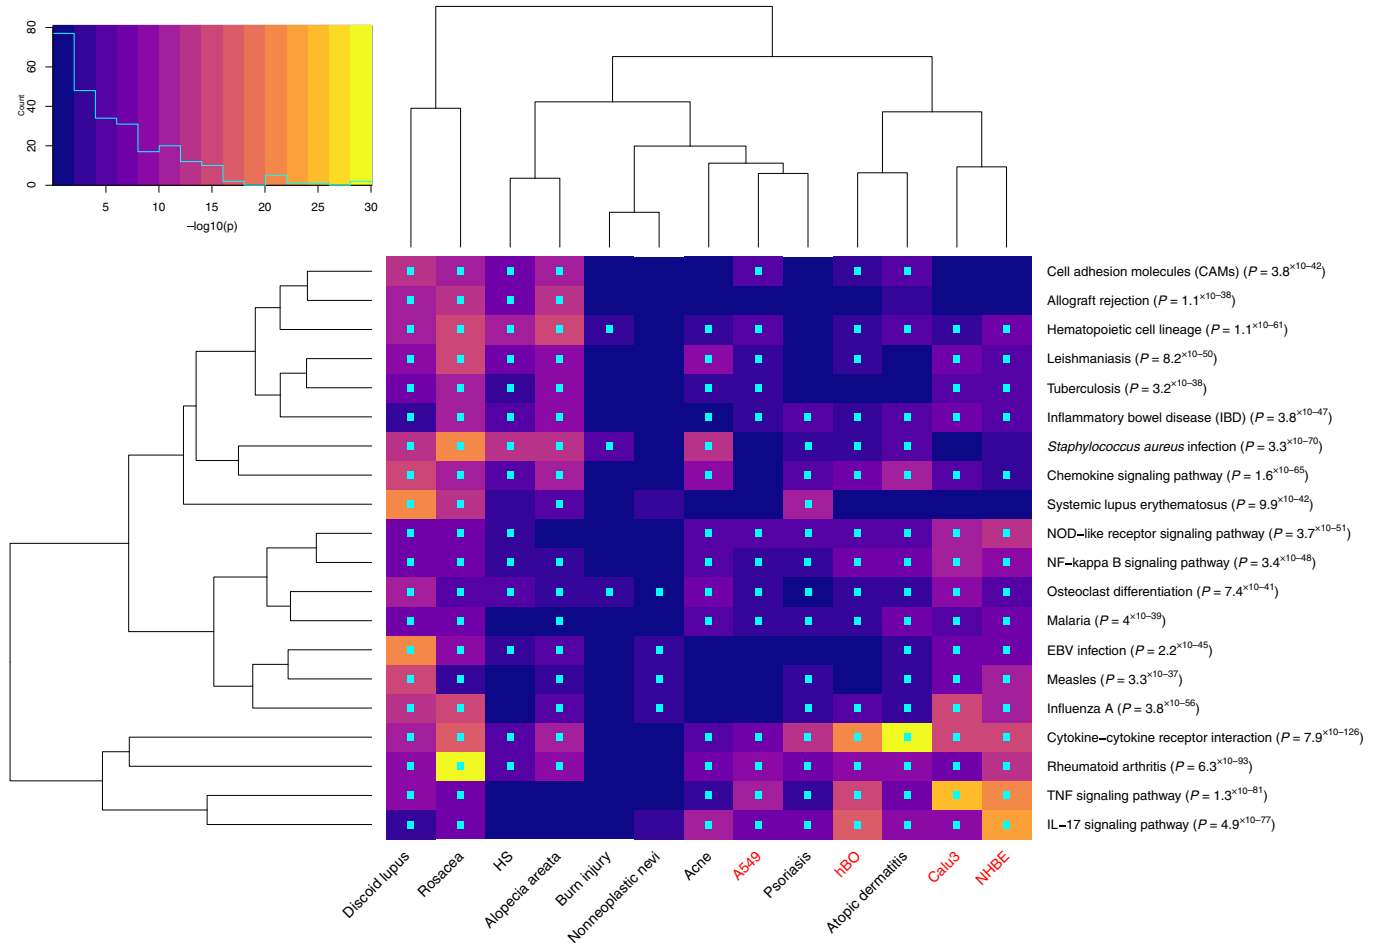 80
60
40
20
0
Count
5 10 15 20 25 30
−log10(p)
Cell adhesion molecules (CAMs) (P = 3.8×10−42)
Allograft rejection (P = 1.1×10−38)
Hematopoietic cell lineage (P = 1.1×10−61)
Leishmaniasis (P = 8.2×10−50)
Tuberculosis (P = 3.2×10−38)
Inflammatory bowel disease (IBD) (P = 3.8×10−47)
Staphylococcus aureus infection (P = 3.3×10−70)
Chemokine signaling pathway (P = 1.6×10−65)
Systemic lupus erythematosus (P = 9.9×10−42)
NOD−like receptor signaling pathway (P = 3.7×10−51)
NF−kappa B signaling pathway (P = 3.4×10−48)
Osteoclast differentiation (P = 7.4×10−41)
Malaria (P = 4×10−39)
EBV infection (P = 2.2×10−45)
Measles (P = 3.3×10−37)
Influenza A (P = 3.8×10−56)
Cytokine−cytokine receptor interaction (P = 7.9×10−126)
Rheumatoid arthritis (P = 6.3×10−93)
TNF signaling pathway (P = 1.3×10−81)
IL−17 signaling pathway (P = 4.9×10−77)
Discoid lupus
Rosacea
HS
Alopecia areata
Burn injury
Nonneoplastic nevi
Acne
A549
Psoriasis
hBO
Atopic dermatitis
Calu3
NHBE